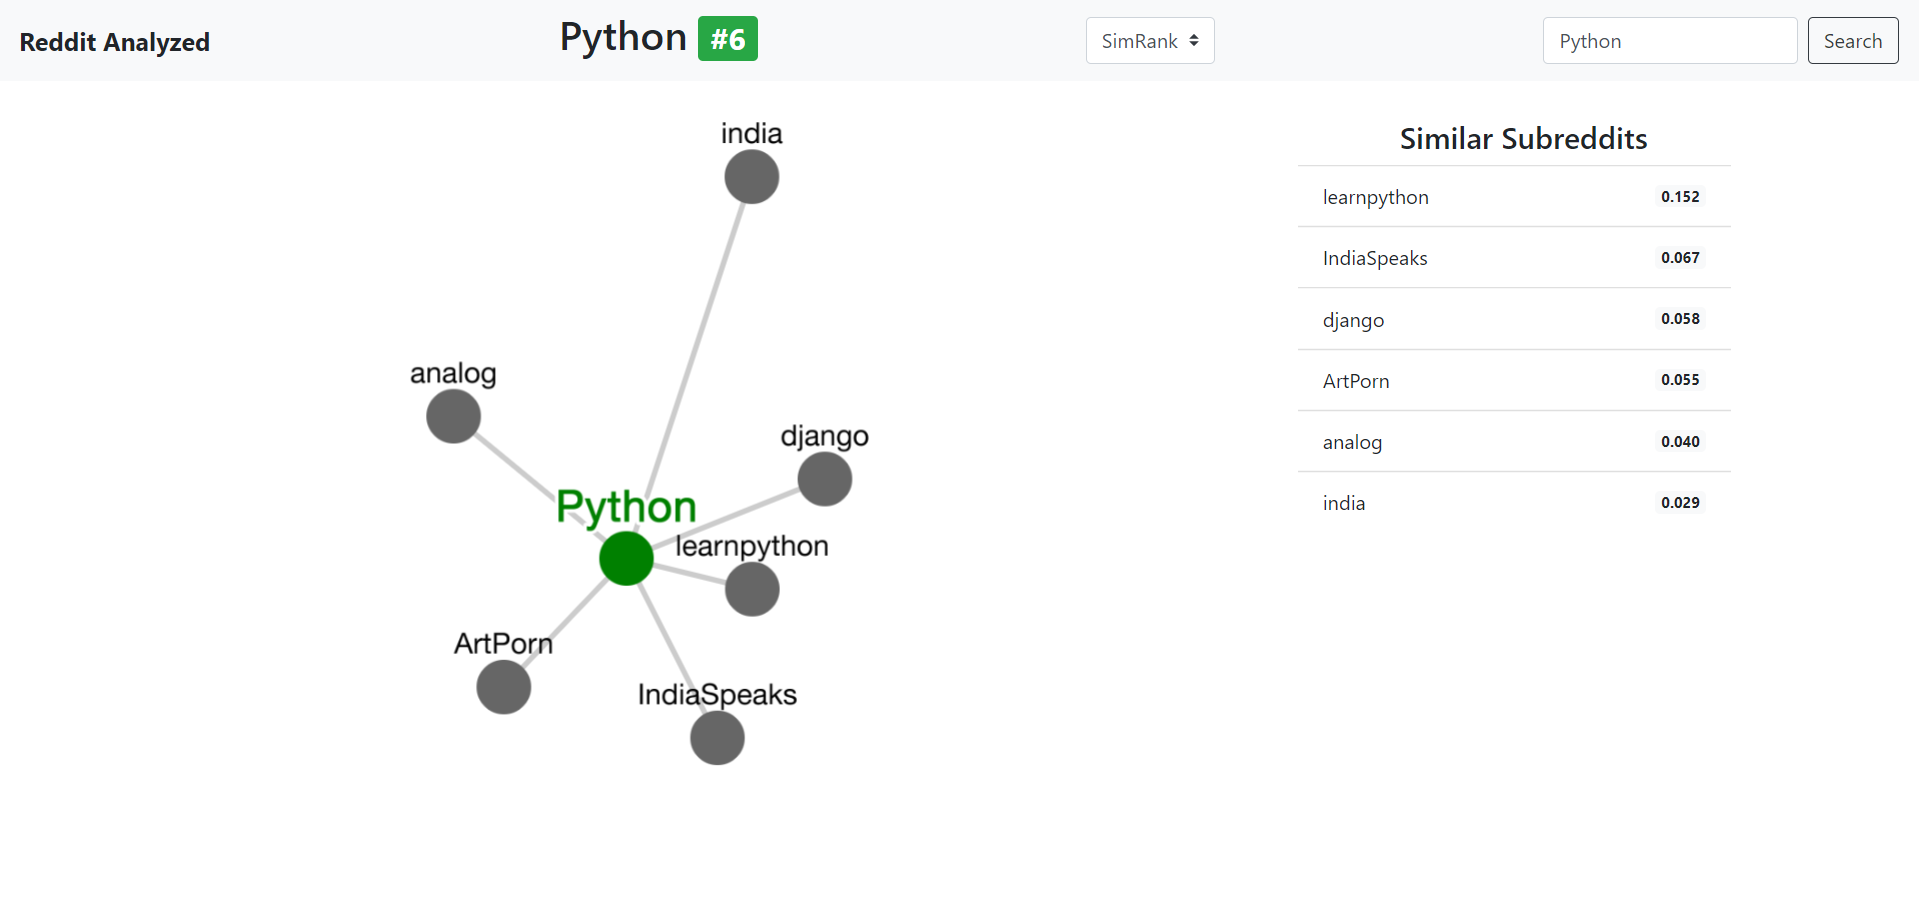 Reddit Analyzed
Python #6
SimRank
Python
Search
india
analog
django
Python
learnpython
ArtPorn
IndiaSpeaks
Similar Subreddits
learnpython 0.152
IndiaSpeaks 0.067
django 0.058
ArtPorn 0.055
analog 0.040
india 0.029